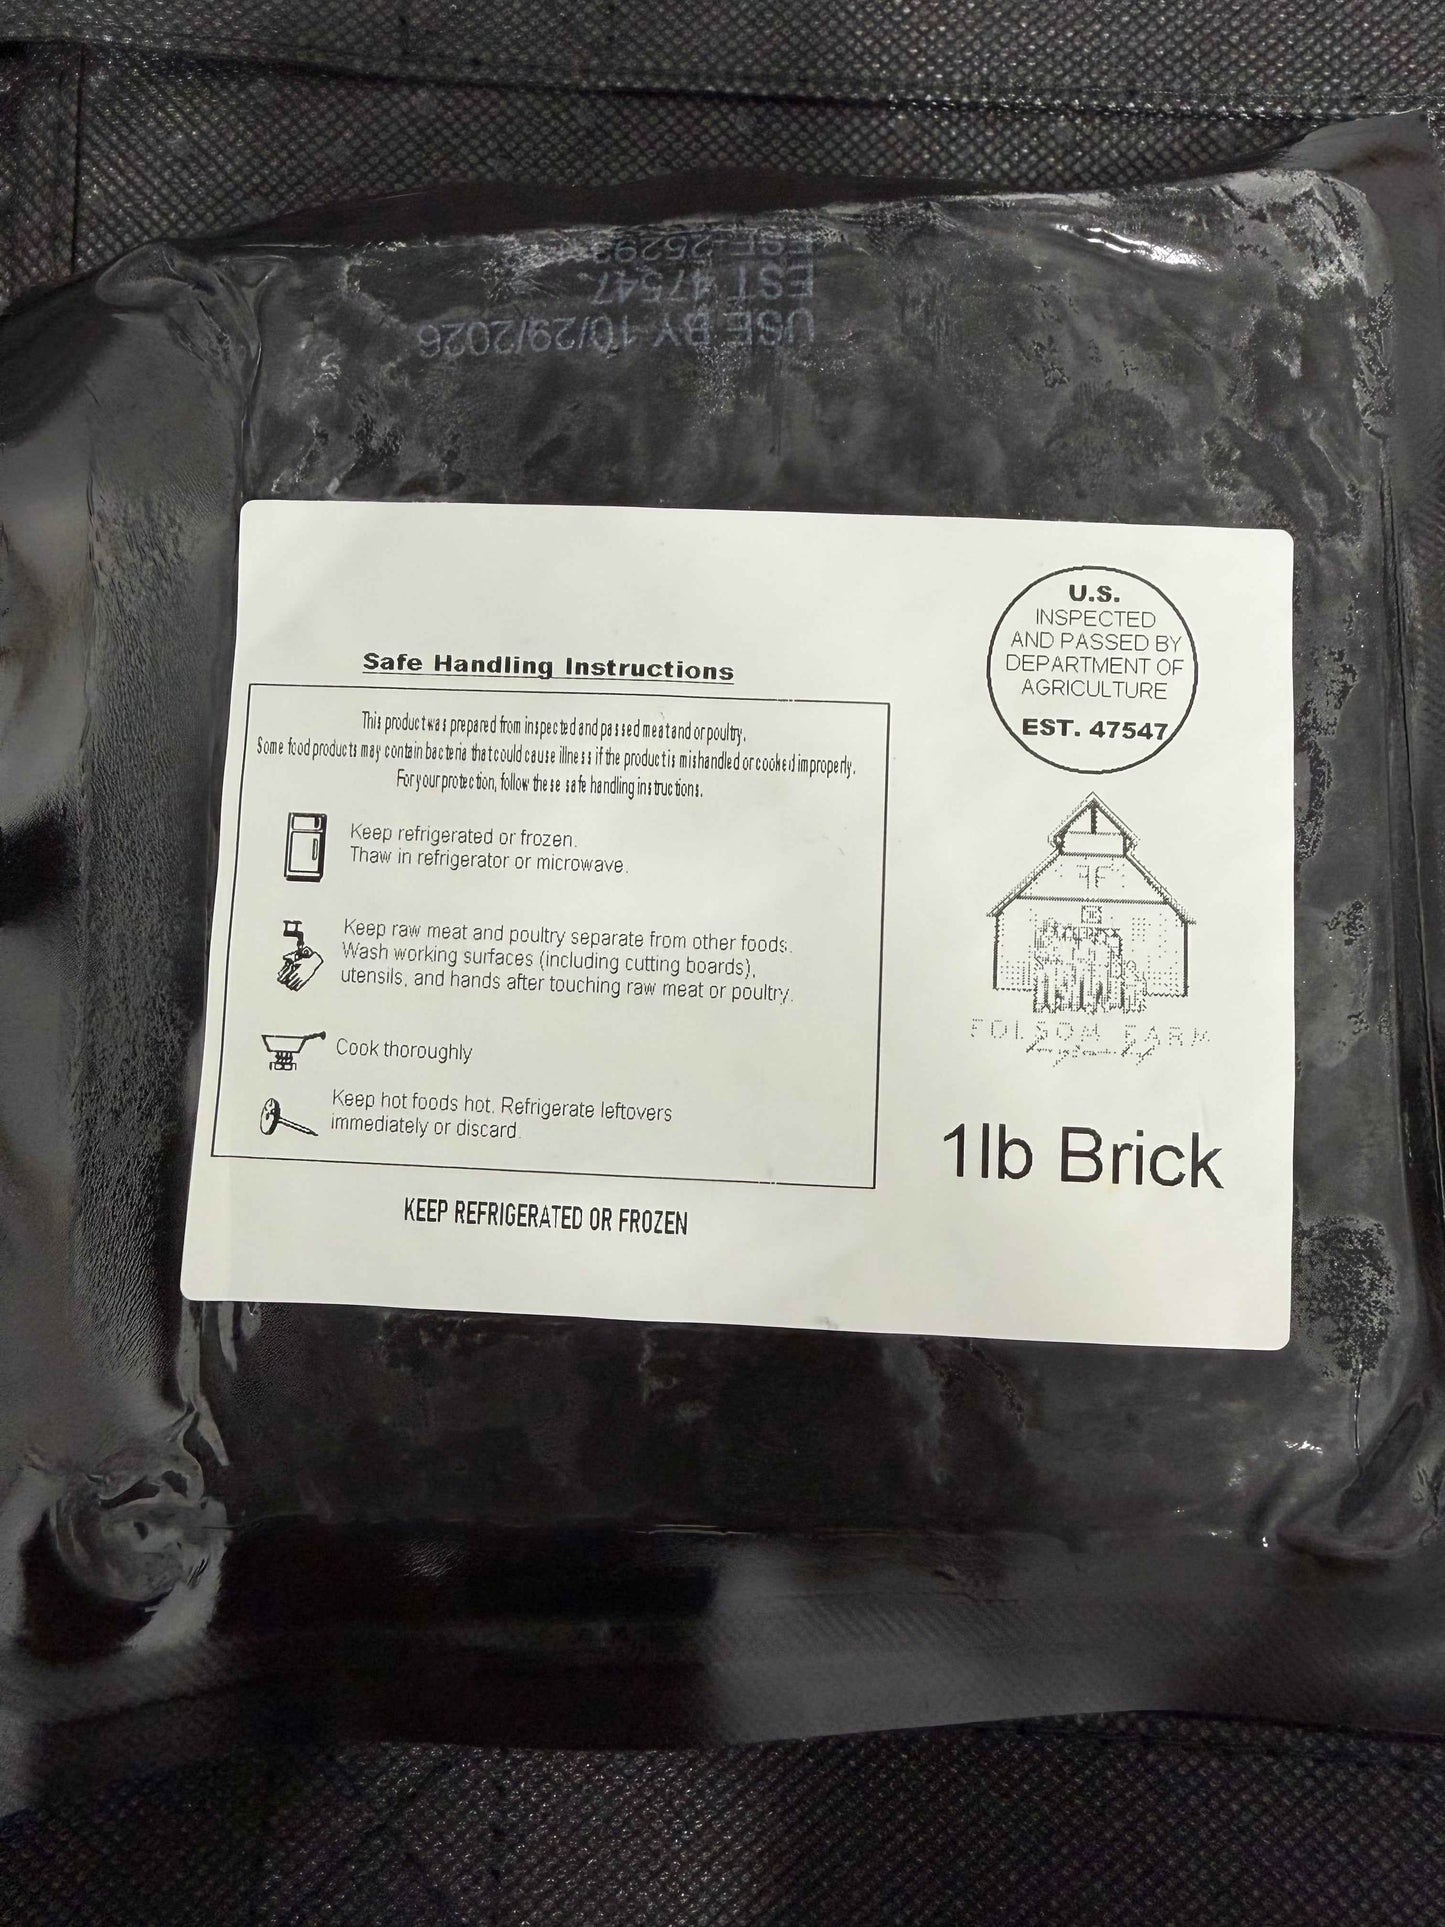 USE BY 10/29/2026
EST 47547
Safe Handling Instructions
This product was prepared from inspected and passed meat and or poultry.
Some food products may contain bacteria that could cause illness if the product is mishandled or cooked improperly.
For your protection, follow these safe handling instructions.
Keep refrigerated or frozen.
Thaw in refrigerator or microwave.
Keep raw meat and poultry separate from other foods.
Wash working surfaces (including cutting boards),
utensils, and hands after touching raw meat or poultry.
Cook thoroughly
Keep hot foods hot. Refrigerate leftovers
immediately or discard.
KEEP REFRIGERATED OR FROZEN
U.S.
INSPECTED
AND PASSED BY
DEPARTMENT OF
AGRICULTURE
EST. 47547
FOLSOM FARM
1lb Brick